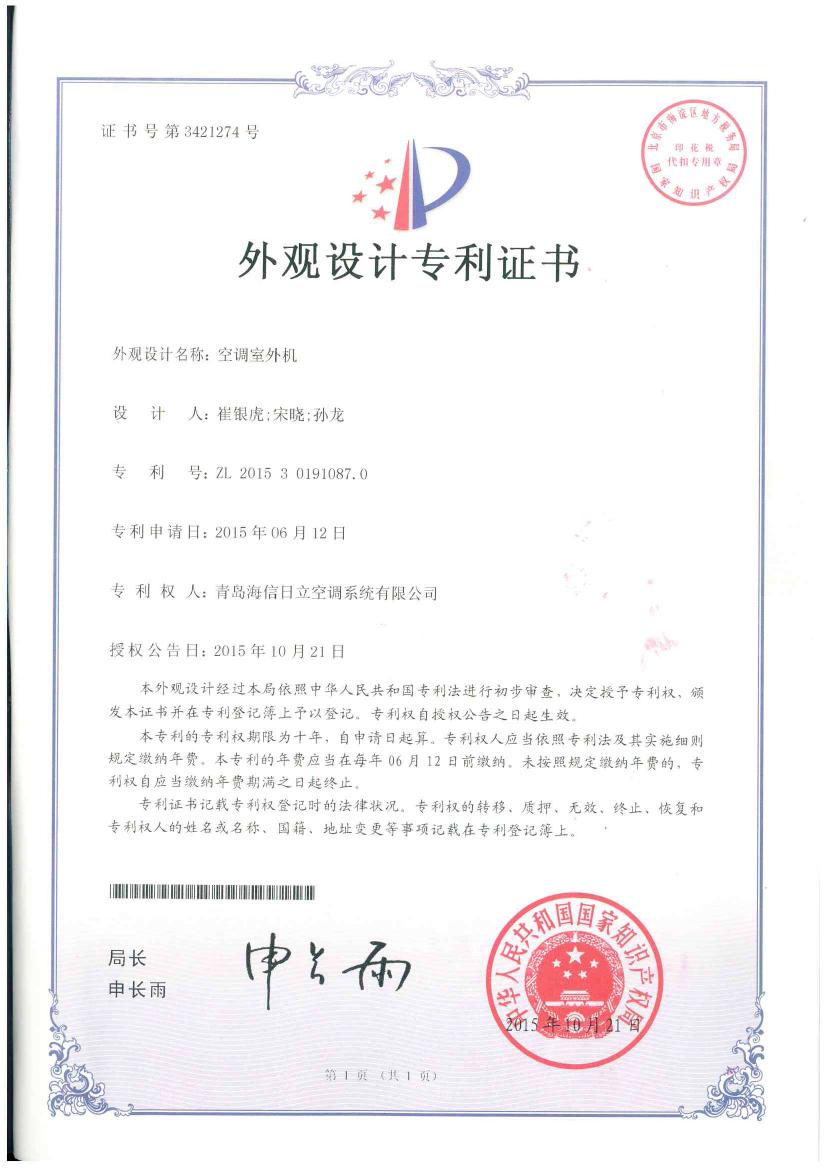 证书号第3421274号
北京市海淀区地方税务局
印花税
代扣专用章
国家知识产权局
外观设计专利证书
外观设计名称: 空调室外机
设计人: 崔银虎;宋晓;孙龙
专利号: ZL 2015 3 0191087.0
专利申请日: 2015年06月12日
专利权人: 青岛海信日立空调系统有限公司
授权公告日: 2015年10月21日
本外观设计经过本局依照中华人民共和国专利法进行初步审查，决定授予专利权，颁
发本证书并在专利登记簿上予以登记。专利权自授权公告之日起生效。
本专利的专利权期限为十年，自申请日起算。专利权人应当依照专利法及其实施细则
规定缴纳年费。本专利的年费应当在每年 06 月 12 日前缴纳。未按照规定缴纳年费的，专
利权自应当缴纳年费期满之日起终止。
专利证书记载专利权登记时的法律状况。专利权的转移、质押、无效、终止、恢复和
专利权人的姓名或名称、国籍、地址变更等事项记载在专利登记簿上。
局长
申长雨
申长雨
中华人民共和国国家知识产权局
2015年10月21日
第 1 页 (共 1 页)